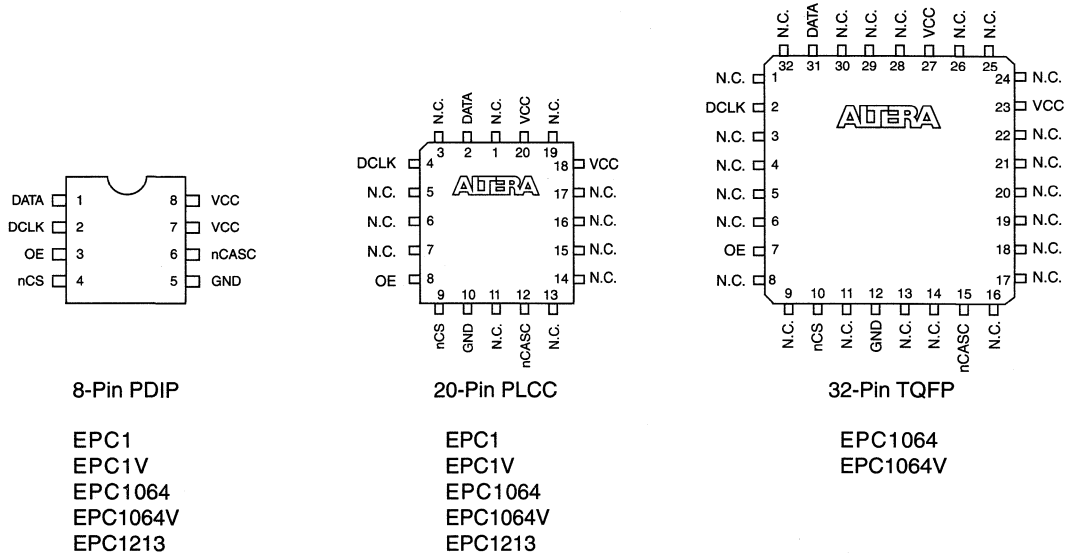 DATA 1 8 VCC
DCLK 2 7 VCC
OE 3 6 nCASC
nCS 4 5 GND
8-Pin PDIP
EPC1
EPC1V
EPC1064
EPC1064V
EPC1213
N.C. DATA N.C. VCC N.C.
3 2 1 20 19
DCLK 4 18 VCC
ALTERA
N.C. 5 17 N.C.
N.C. 6 16 N.C.
N.C. 7 15 N.C.
OE 8 14 N.C.
9 10 11 12 13
nCS GND N.C. nCASC N.C.
20-Pin PLCC
EPC1
EPC1V
EPC1064
EPC1064V
EPC1213
N.C. DATA N.C. N.C. N.C. VCC N.C. N.C.
32 31 30 29 28 27 26 25
N.C. 1 24 N.C.
DCLK 2 23 VCC
ALTERA
N.C. 3 22 N.C.
N.C. 4 21 N.C.
N.C. 5 20 N.C.
N.C. 6 19 N.C.
OE 7 18 N.C.
N.C. 8 17 N.C.
9 10 11 12 13 14 15 16
N.C. nCS N.C. GND N.C. N.C. nCASC N.C.
32-Pin TQFP
EPC1064
EPC1064V